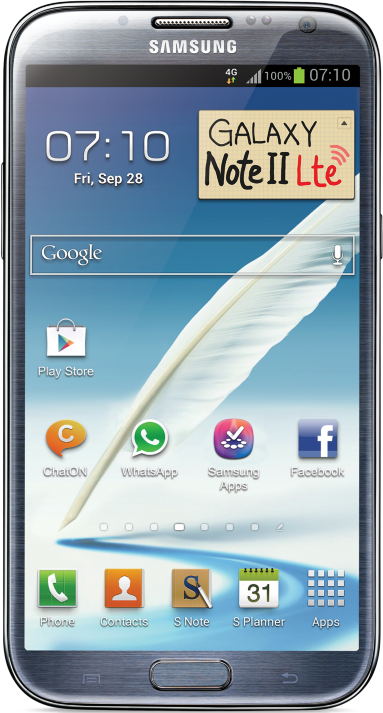 SAMSUNG
4G 100% 07:10
07:10
Fri, Sep 28
GALAXY
Note II Lte
Google
Play Store
C
ChatON WhatsApp Samsung Apps Facebook
f
S
31
Phone Contacts S Note S Planner Apps